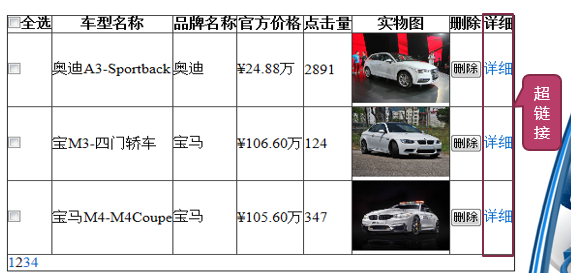 全选 车型名称 品牌名称 官方价格 点击量 实物图 删除 详细
奥迪A3-Sportback 奥迪 ¥24.88万 2891 删除 详细
宝M3-四门轿车 宝马 ¥106.60万 124 删除 详细
宝马M4-M4Coupe 宝马 ¥105.60万 347 删除 详细
1234
超链接